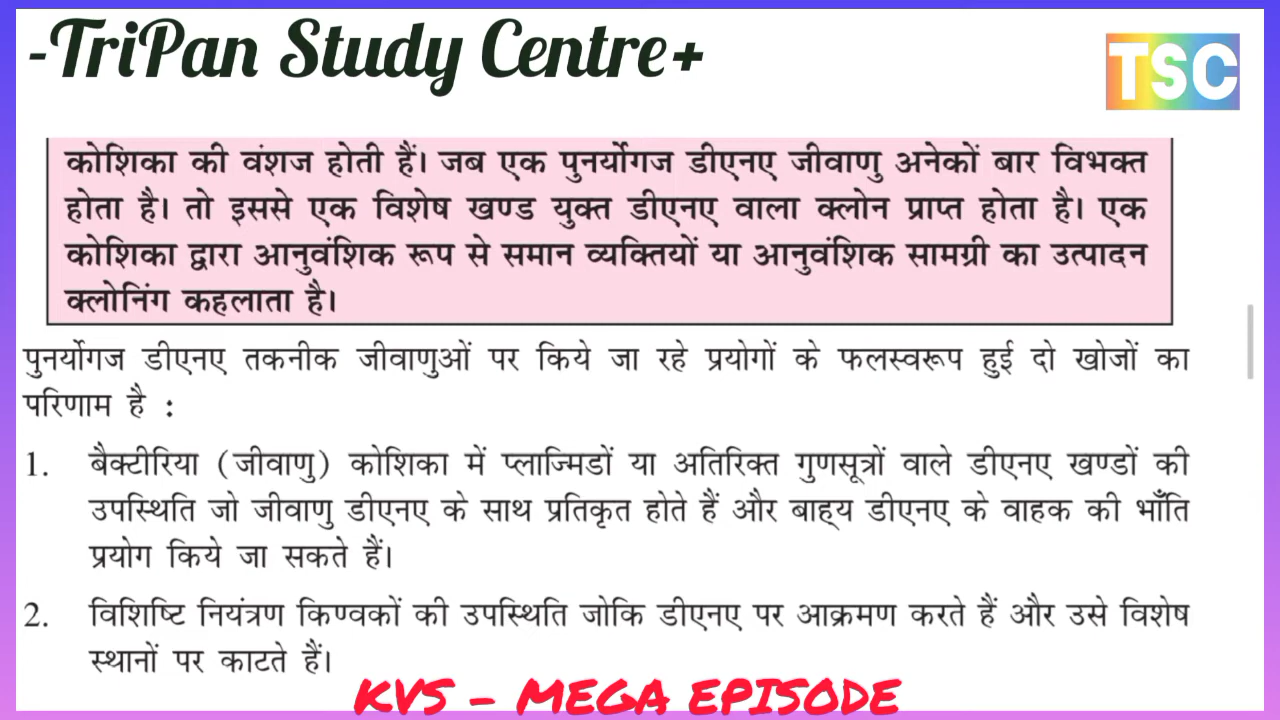 -TriPan Study Centre+
TSC
कोशिका की वंशज होती हैं। जब एक पुनर्योगज डीएनए जीवाणु अनेकों बार विभक्त
होता है। तो इससे एक विशेष खण्ड युक्त डीएनए वाला क्लोन प्राप्त होता है। एक
कोशिका द्वारा आनुवंशिक रूप से समान व्यक्तियों या आनुवंशिक सामग्री का उत्पादन
क्लोनिंग कहलाता है।
पुनर्योगज डीएनए तकनीक जीवाणुओं पर किये जा रहे प्रयोगों के फलस्वरूप हुई दो खोजों का
परिणाम है :
1. बैक्टीरिया (जीवाणु) कोशिका में प्लाज्मिडों या अतिरिक्त गुणसूत्रों वाले डीएनए खण्डों की
उपस्थिति जो जीवाणु डीएनए के साथ प्रतिकृत होते हैं और बाह्‌य डीएनए के वाहक की भाँति
प्रयोग किये जा सकते हैं।
2. विशिष्टि नियंत्रण किण्वकों की उपस्थिति जोकि डीएनए पर आक्रमण करते हैं और उसे विशेष
स्थानों पर काटते हैं।
KVS - MEGA EPISODE